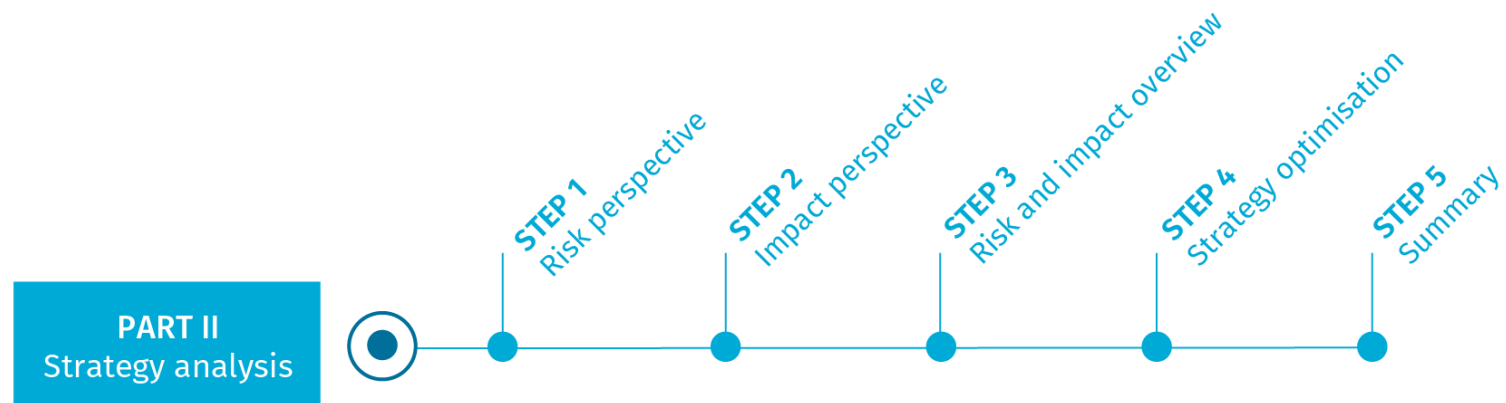 PART II
Strategy analysis
STEP 1
Risk perspective
STEP 2
Impact perspective
STEP 3
Risk and impact overview
STEP 4
Strategy optimisation
STEP 5
Summary